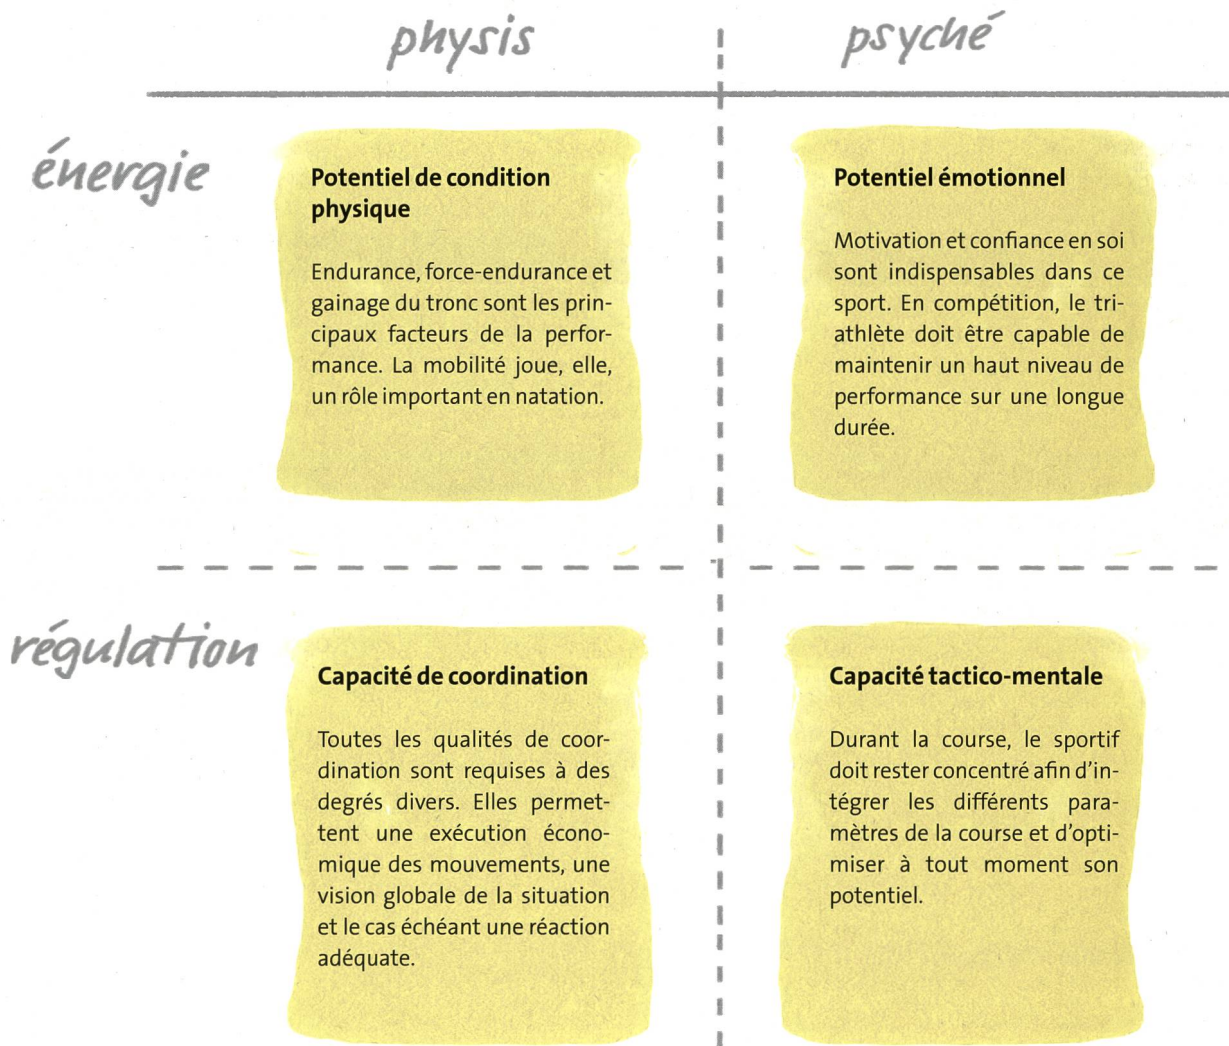 physis
psyché
énergie
Potentiel de condition
physique
Endurance, force-endurance et
gainage du tronc sont les prin-
cipaux facteurs de la perfor-
mance. La mobilité joue, elle,
un rôle important en natation.
Potentiel émotionnel
Motivation et confiance en soi
sont indispensables dans ce
sport. En compétition, le tri-
athlète doit être capable de
maintenir un haut niveau de
performance sur une longue
durée.
régulation
Capacité de coordination
Toutes les qualités de coor-
dination sont requises à des
degrés divers. Elles permet-
tent une exécution écono-
mique des mouvements, une
vision globale de la situation
et le cas échéant une réaction
adéquate.
Capacité tactico-mentale
Durant la course, le sportif
doit rester concentré afin d'in-
tégrer les différents para-
mètres de la course et d'opti-
miser à tout moment son
potentiel.